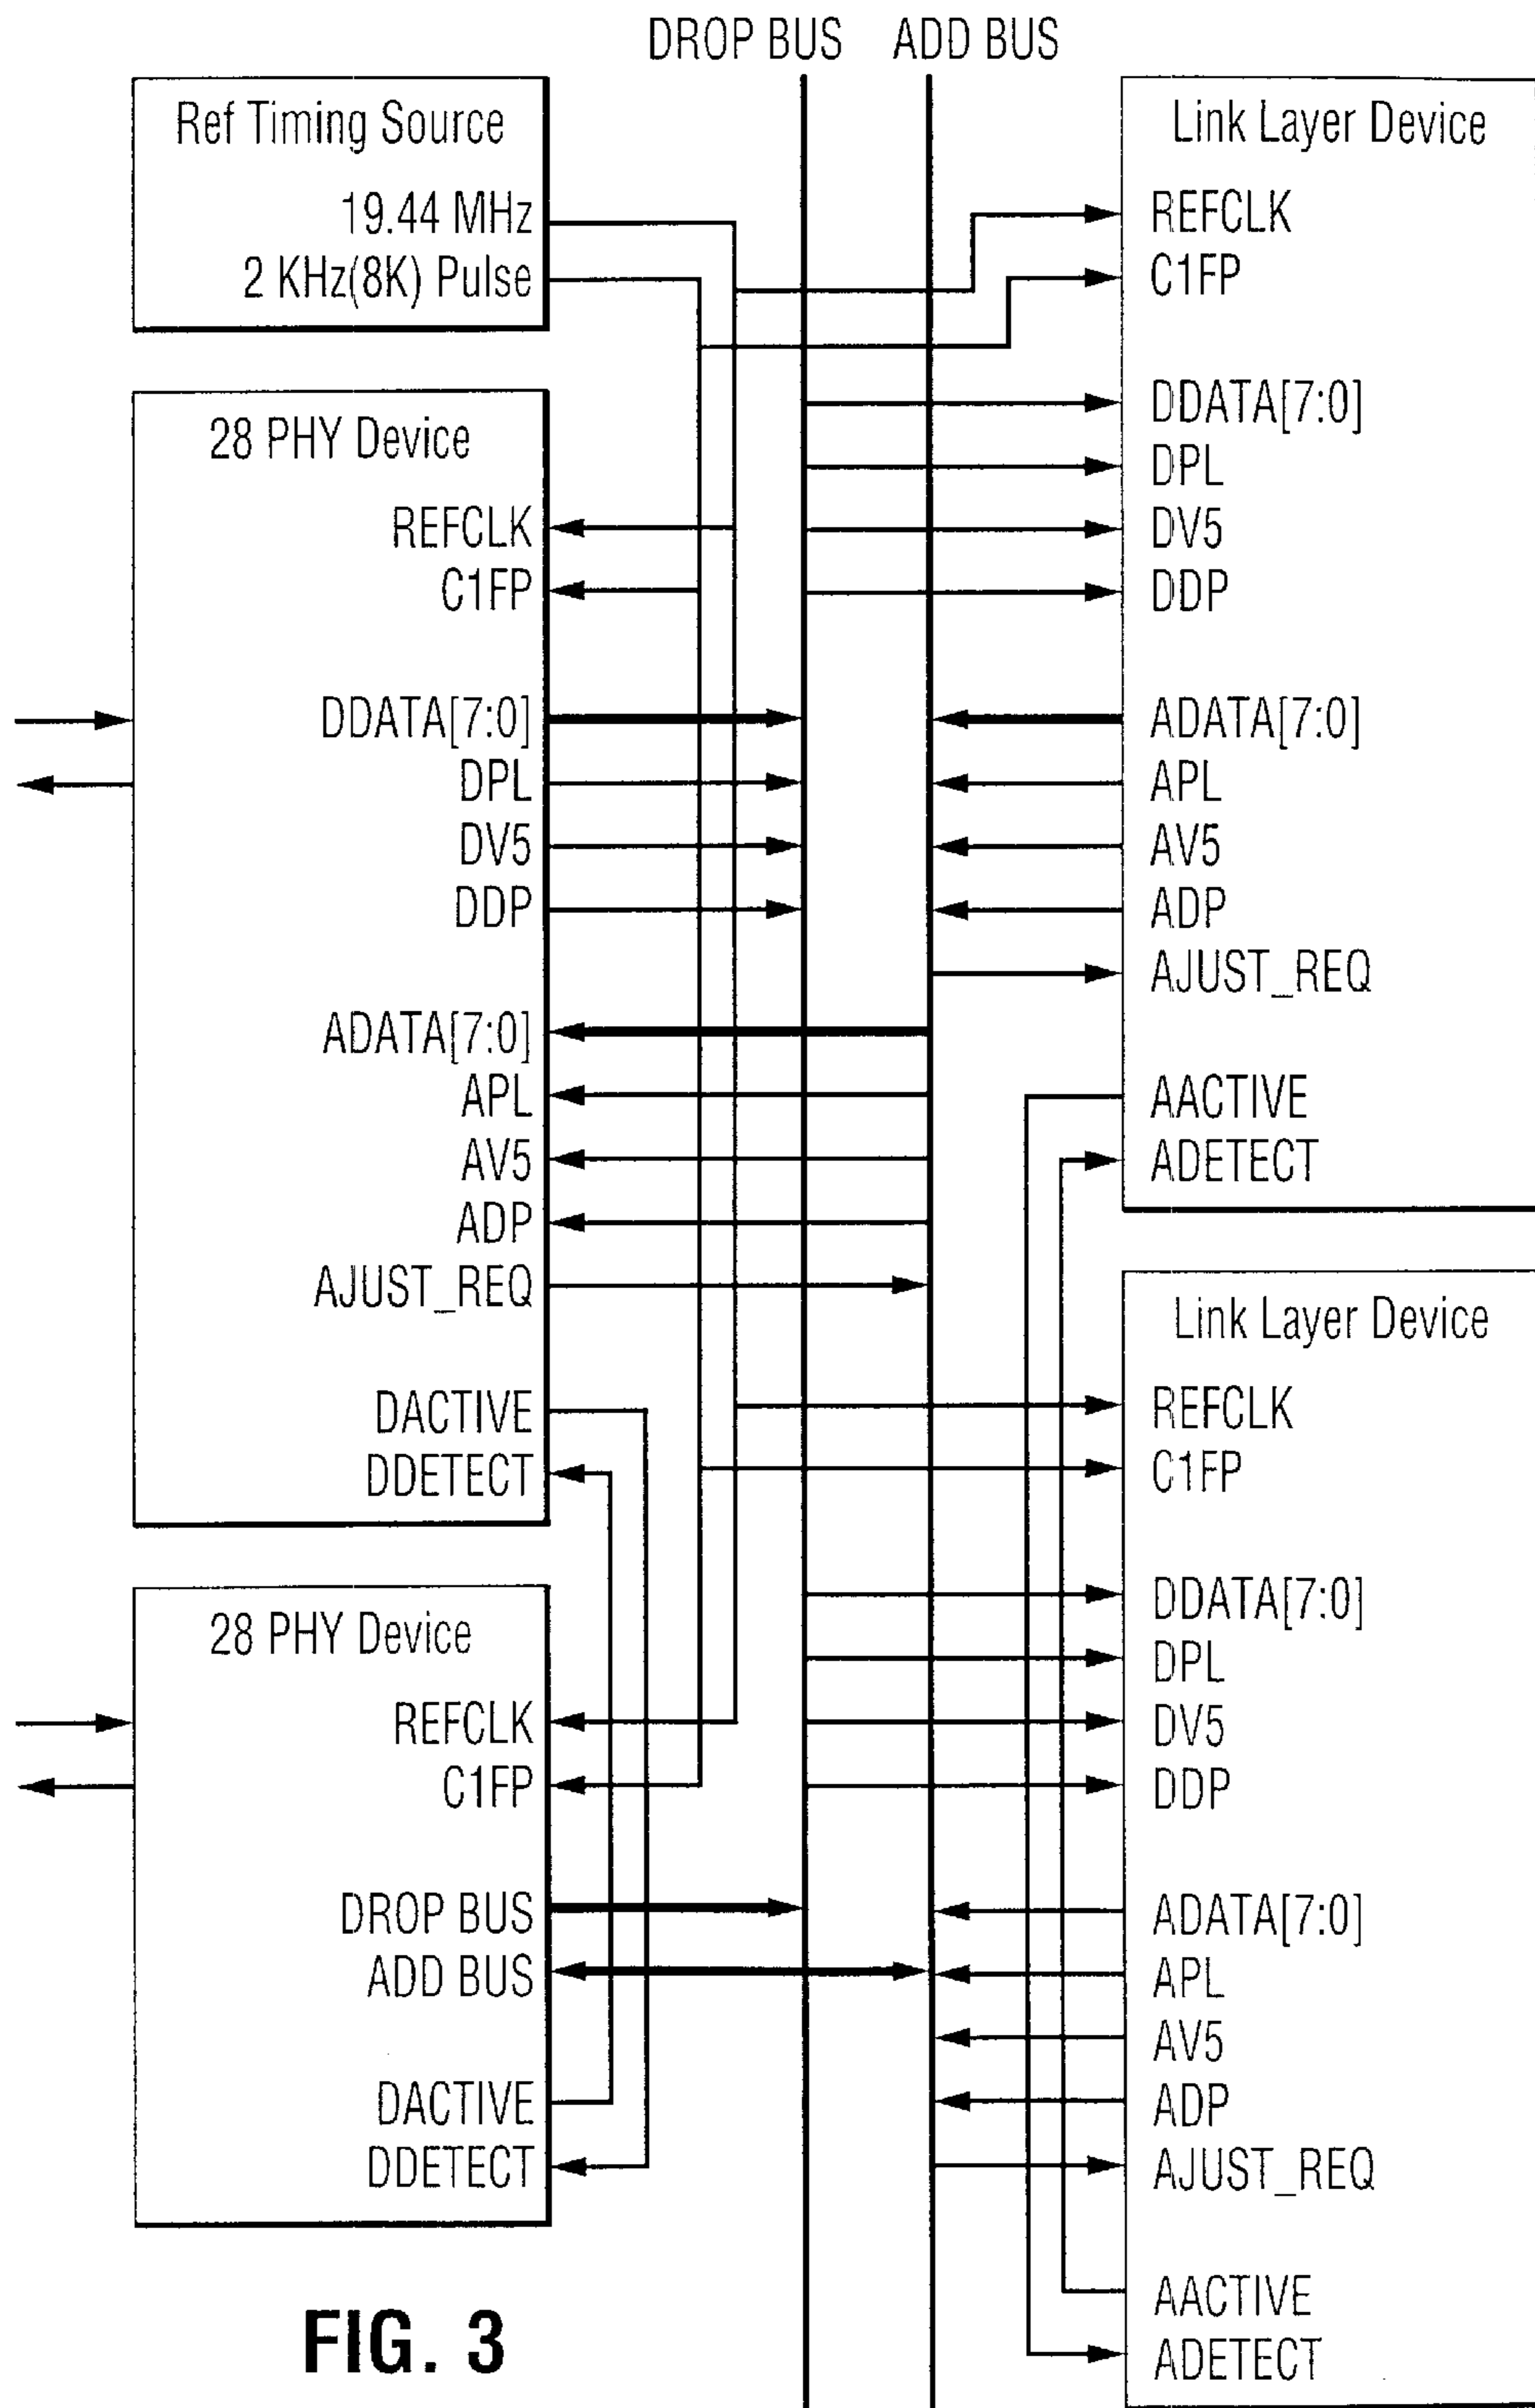 DROP BUS ADD BUS
Ref Timing Source
19.44 MHz
2 KHz(8K) Pulse
28 PHY Device
REFCLK
C1FP
DDATA[7:0]
DPL
DV5
DDP
ADATA[7:0]
APL
AV5
ADP
AJUST_REQ
DACTIVE
DDETECT
28 PHY Device
REFCLK
C1FP
DROP BUS
ADD BUS
DACTIVE
DDETECT
Link Layer Device
REFCLK
C1FP
DDATA[7:0]
DPL
DV5
DDP
ADATA[7:0]
APL
AV5
ADP
AJUST_REQ
AACTIVE
ADETECT
Link Layer Device
REFCLK
C1FP
DDATA[7:0]
DPL
DV5
DDP
ADATA[7:0]
APL
AV5
ADP
AJUST_REQ
AACTIVE
ADETECT
FIG. 3